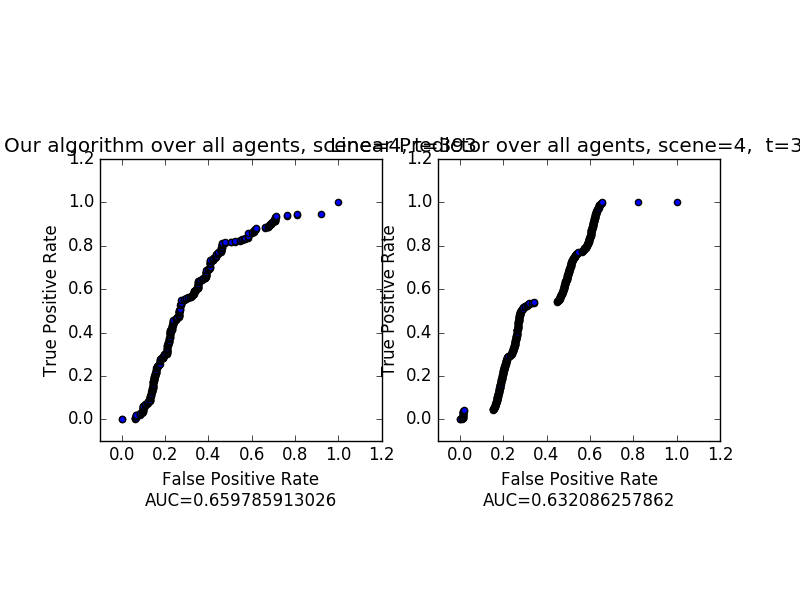 Our algorithm over all agents, scene=4, t=393
Linear Predictor over all agents, scene=4, t=3
1.2
1.0
0.8
0.6
0.4
0.2
0.0
True Positive Rate
0.0 0.2 0.4 0.6 0.8 1.0 1.2
False Positive Rate
AUC=0.659785913026
1.2
1.0
0.8
0.6
0.4
0.2
0.0
True Positive Rate
0.0 0.2 0.4 0.6 0.8 1.0 1.2
False Positive Rate
AUC=0.632086257862